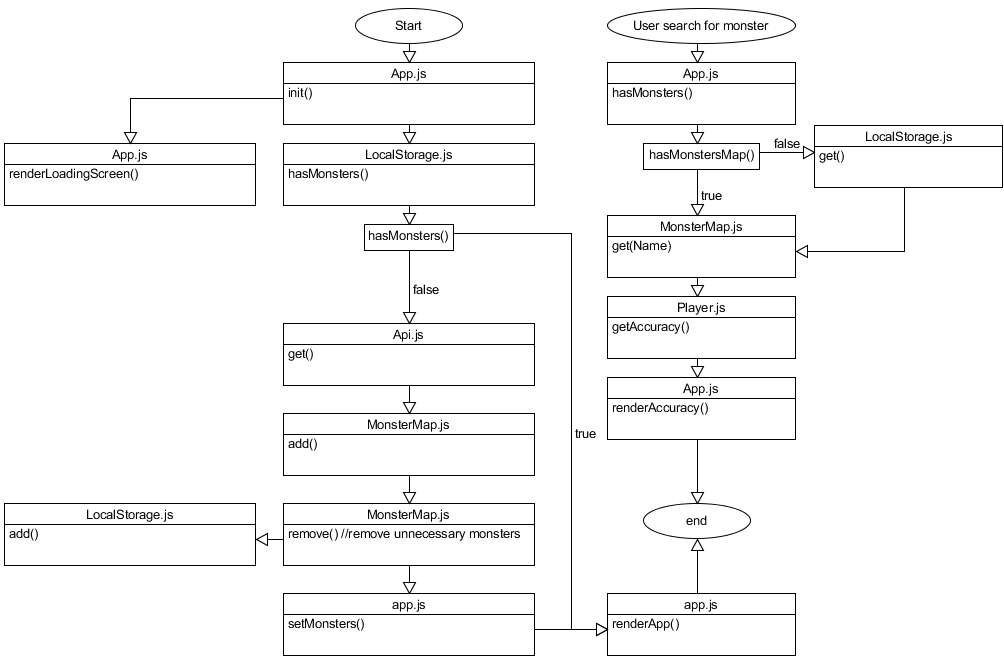 Start
App.js
init()
App.js
renderLoadingScreen()
LocalStorage.js
hasMonsters()
hasMonsters()
false
true
Api.js
get()
MonsterMap.js
add()
MonsterMap.js
remove() //remove unnecessary monsters
LocalStorage.js
add()
app.js
setMonsters()
User search for monster
App.js
hasMonsters()
hasMonstersMap()
false
LocalStorage.js
get()
true
MonsterMap.js
get(Name)
Player.js
getAccuracy()
App.js
renderAccuracy()
end
app.js
renderApp()